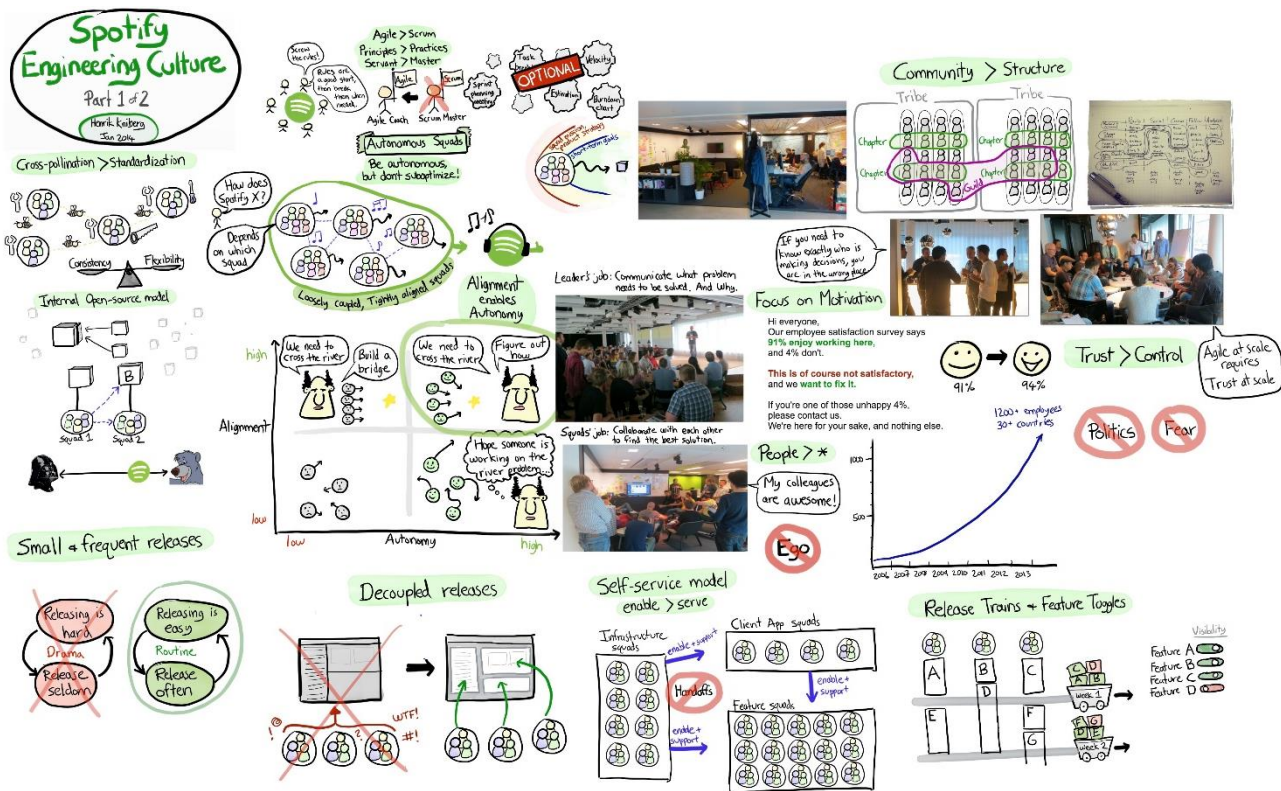 Spotify
Engineering Culture
Part 1 of 2
Henrik Kniberg
Jan 2014
Screw
the rules!
Rules are
a good start,
then break
them when
needed.
Agile > Scrum
Principles > Practices
Servant > Master
Agile
Scrum
Agile Coach
Scrum Master
Autonomous Squads
Be autonomous,
but dont suboptimize!
Task
OPTIONAL
Velocity
Sprint
planning
meeting
Estimation
Burndown
chart
Squad mission
product strategy
short-term goals
Community > Structure
Tribe
Tribe
Chapter
Chapter
Chapter
Chapter
Guild
Cross-pollination > Standardization
Consistency
Flexibility
How does
Spotify X?
Depends
on which
squad
Loosely coupled, Tightly aligned squads
Alignment
enables
Autonomy
Internal Open-source model
B
Squad 1
Squad 2
high
Alignment
low
low
Autonomy
high
We need to
cross the river
Build a
bridge
We need to
cross the river
Figure out
how
Hope someone is
working on the
river problem...
Leader's job: Communicate what problem
needs to be solved. And Why.
Squads' job: Collaborate with each other
to find the best solution.
If you need to
know exactly who is
making decisions, you
are in the wrong place
Focus on Motivation
Hi everyone,
Our employee satisfaction survey says
91% enjoy working here,
and 4% don't.
This is of course not satisfactory,
and we want to fix it.
If you're one of those unhappy 4%,
please contact us.
We're here for your sake, and nothing else.
91%
94%
Trust > Control
Agile at scale
requires
Trust at scale
Politics
Fear
People > *
My colleagues
are awesome!
Ego
1200+ employees
30+ countries
1000
500
2006 2007 2008 2009 2010 2011 2012 2013
Small & frequent releases
Releasing is
hard
Drama
Release
seldom
Releasing is
easy
Routine
Release
often
Decoupled releases
!@
?
WTF!
#!
Self-service model
enable > serve
Infrastructure
squads
enable + support
Handoffs
enable +
support
Client App squads
enable +
support
Feature squads
Release Trains & Feature Toggles
A
B
C
D
E
F
G
C D
A B
week 1
F G
D E
week 2
Visibility
Feature A
Feature B
Feature C
Feature D